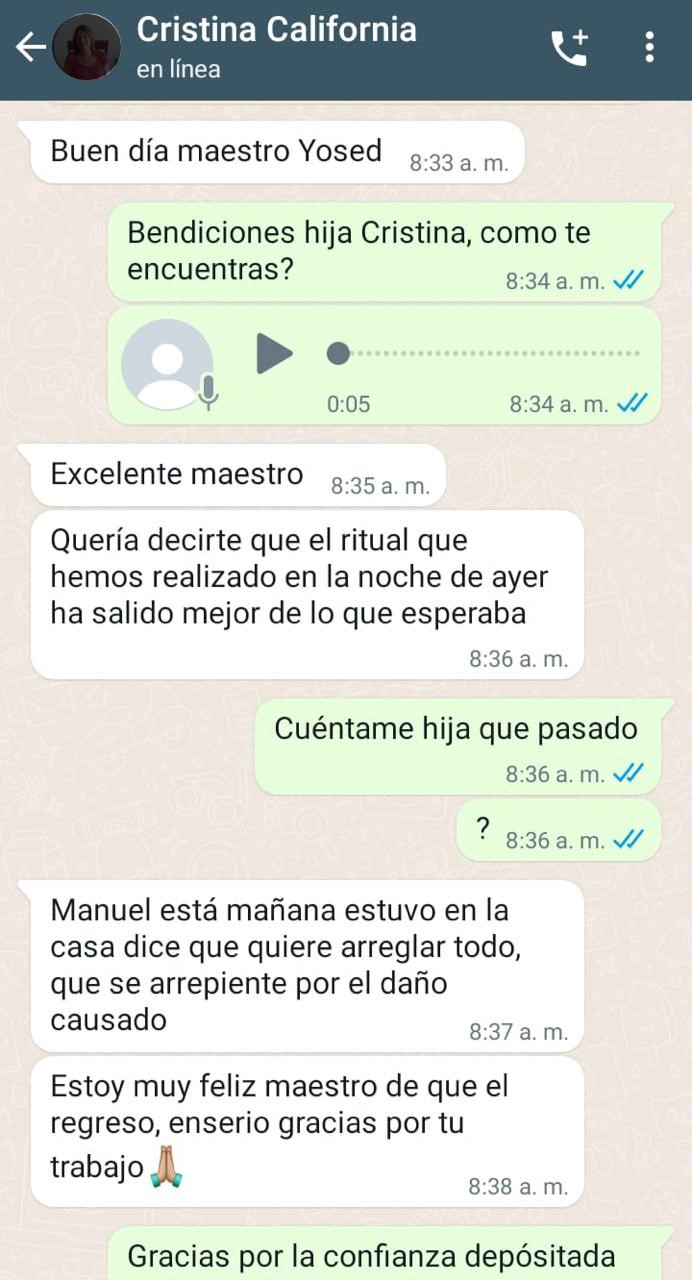 Cristina California
en línea
Buen día maestro Yosed
8:33 a. m.
Bendiciones hija Cristina, como te
encuentras?
8:34 a. m.
0:05
8:34 a. m.
Excelente maestro
8:35 a. m.
Quería decirte que el ritual que
hemos realizado en la noche de ayer
ha salido mejor de lo que esperaba
8:36 a. m.
Cuéntame hija que pasado
8:36 a. m.
?
8:36 a. m.
Manuel está mañana estuvo en la
casa dice que quiere arreglar todo,
que se arrepiente por el daño
causado
8:37 a. m.
Estoy muy feliz maestro de que el
regreso, enserio gracias por tu
trabajo🙏🏼
8:38 a. m.
Gracias por la confianza depósitada